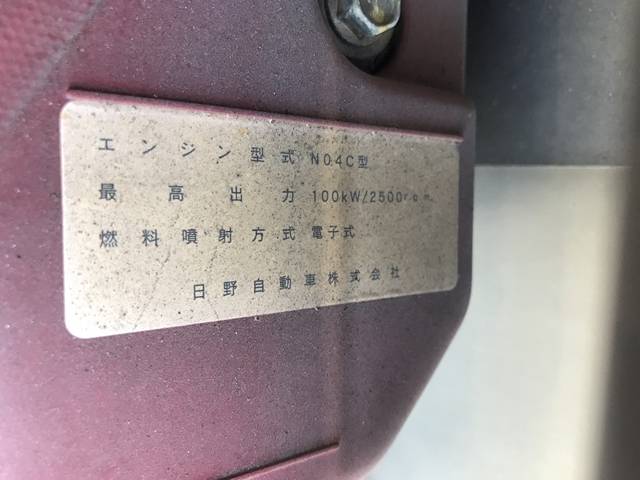 エンジン型式 N04C型
最高出力 100kW/2500r.p.m.
燃料噴射方式 電子式
日野自動車株式会社